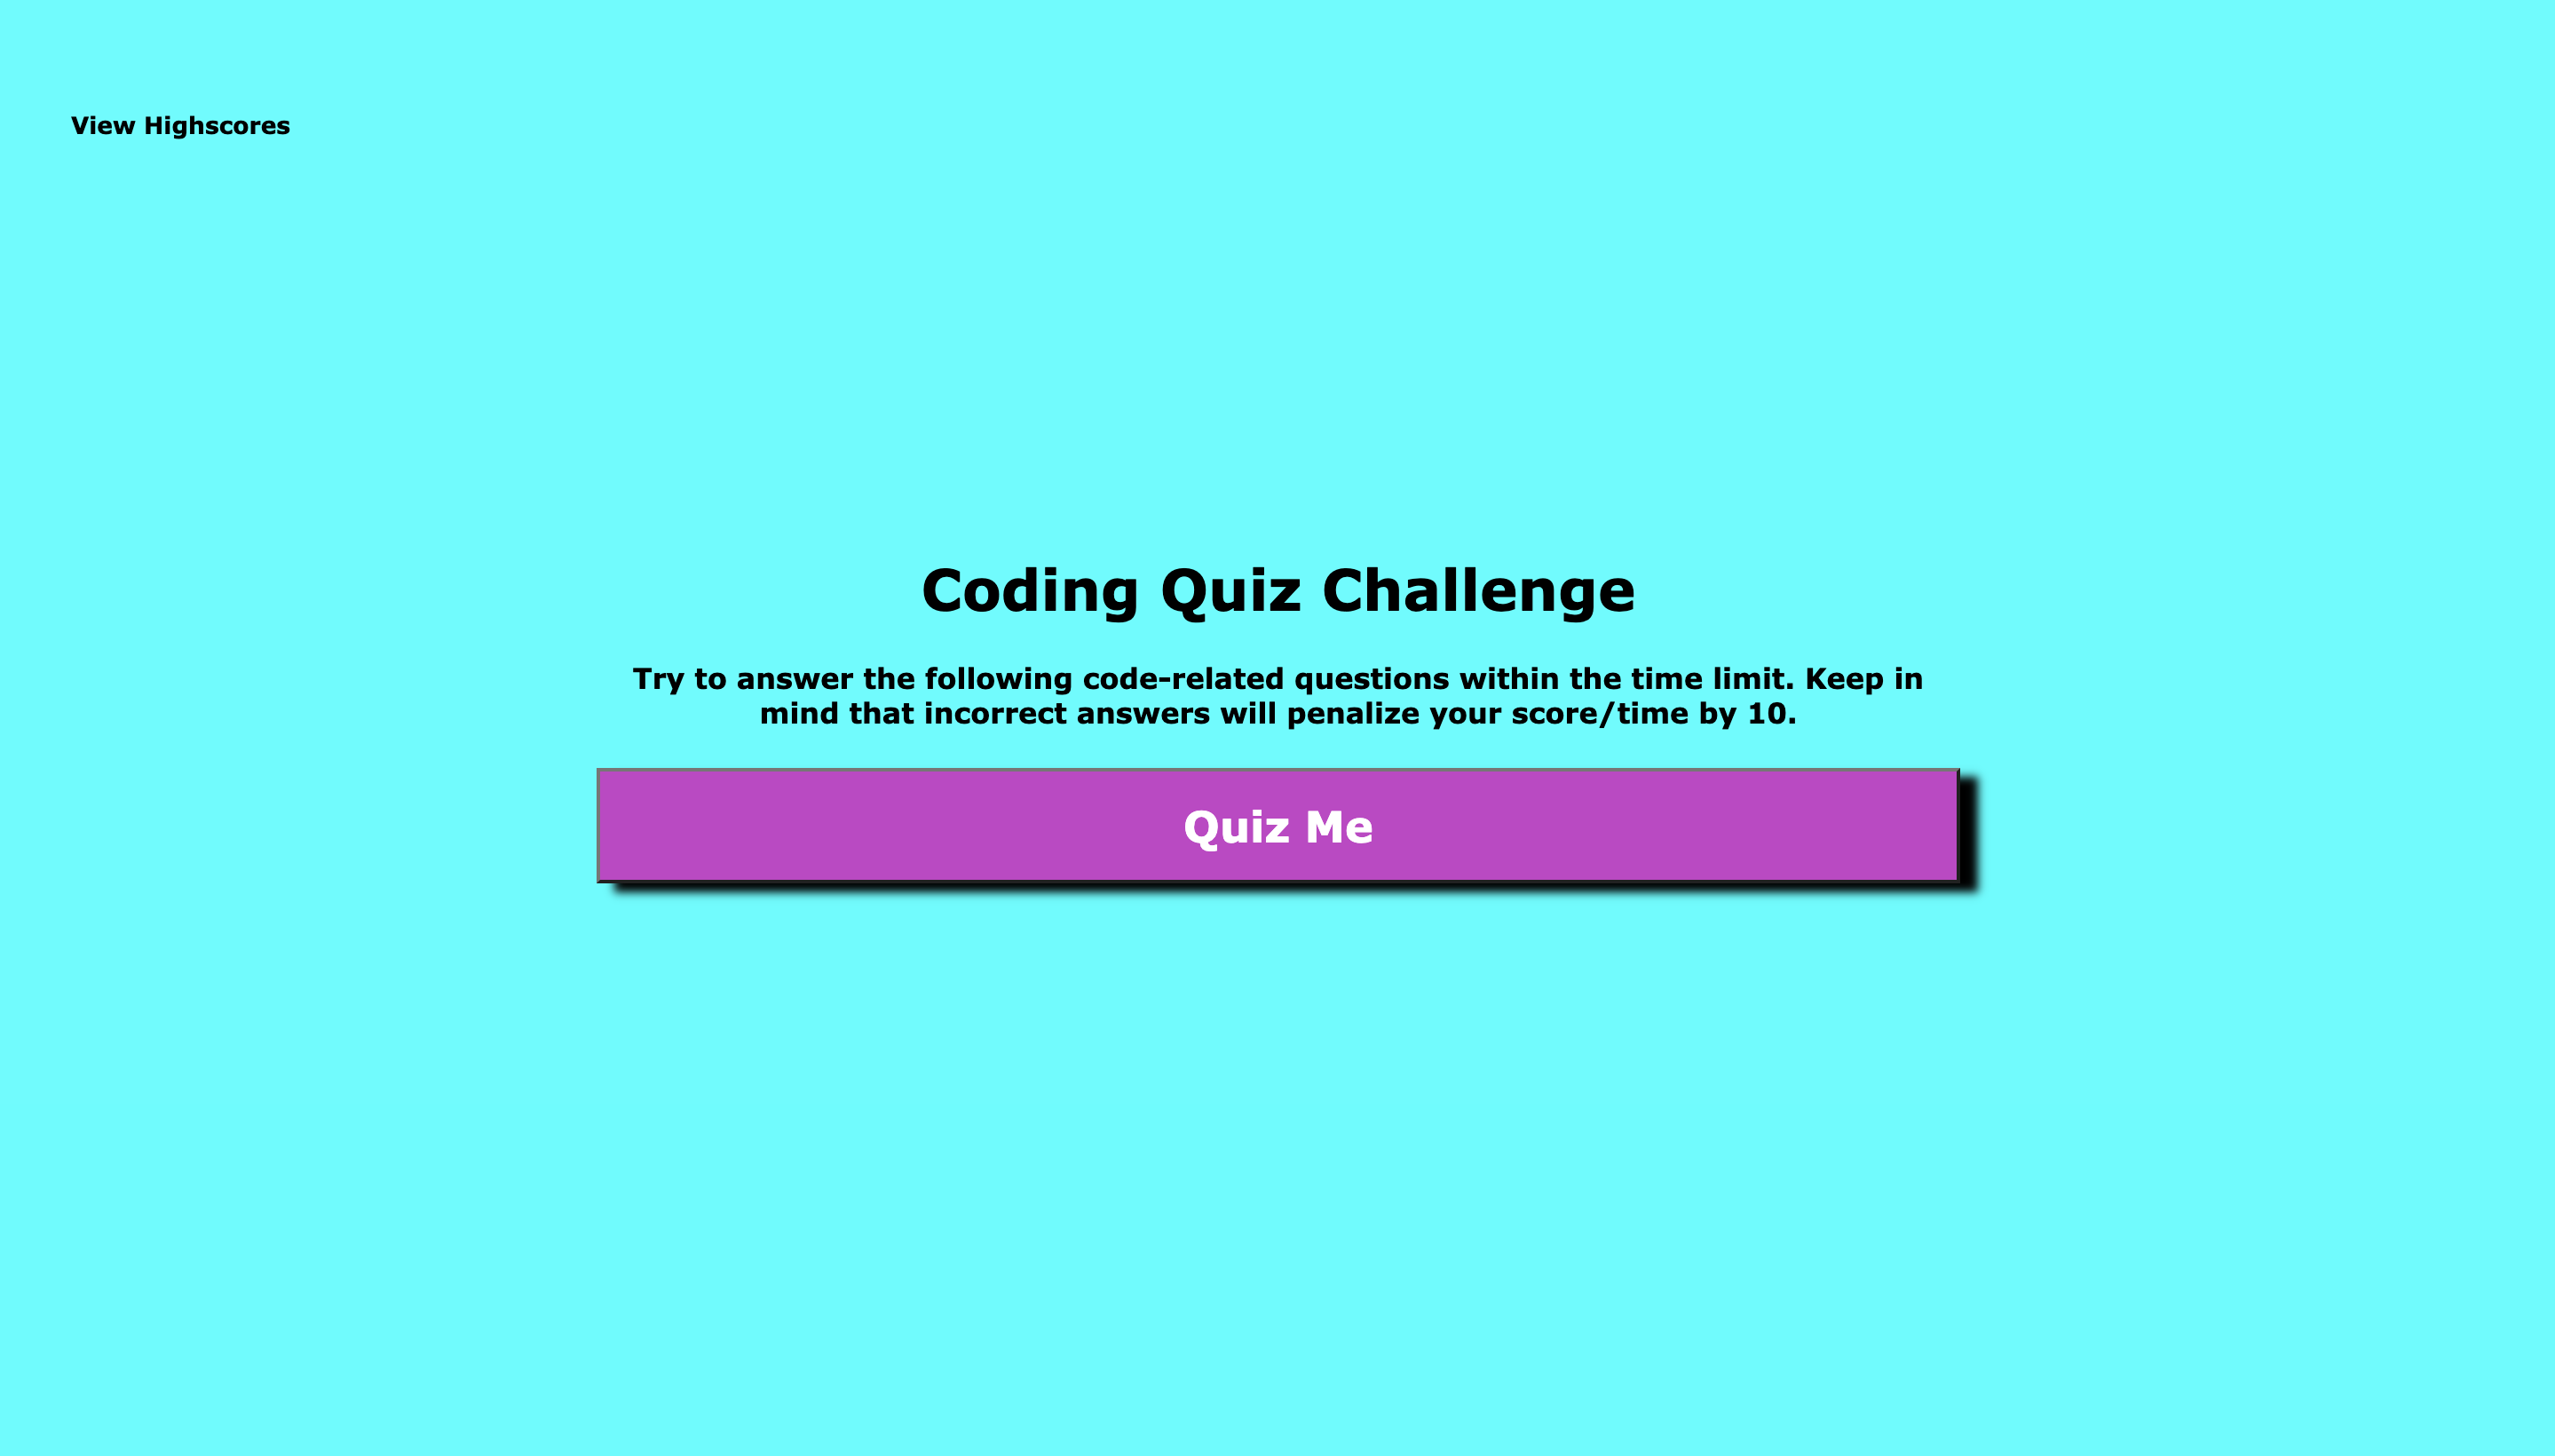 View Highscores
Coding Quiz Challenge
Try to answer the following code-related questions within the time limit. Keep in
mind that incorrect answers will penalize your score/time by 10.
Quiz Me